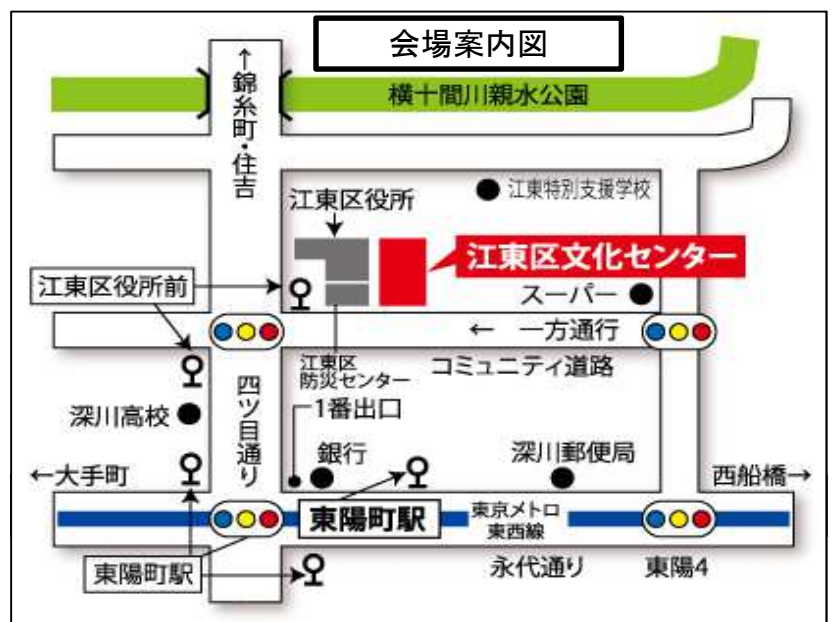 会場案内図
↑錦糸町・住吉
横十間川親水公園
江東区役所
江東特別支援学校
江東区文化センター
江東区役所前
スーパー
← 一方通行
江東区
防災センター
コミュニティ道路
四ツ目通り
1番出口
深川高校
銀行
深川郵便局
←大手町
西船橋→
東陽町駅
東京メトロ
東西線
東陽町駅
永代通り
東陽4